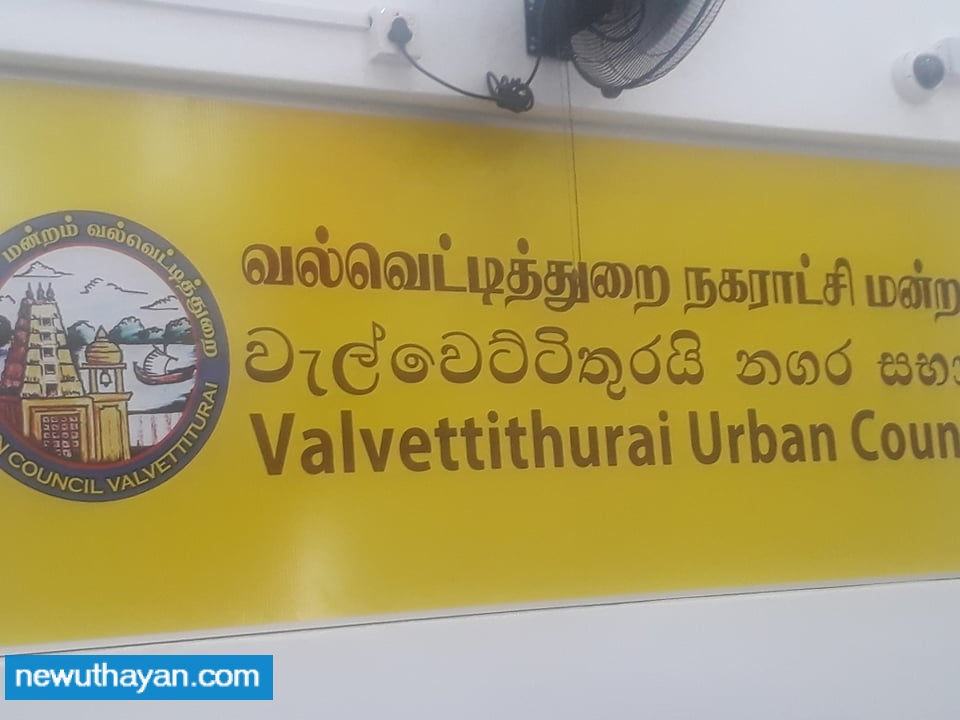 மன்றம் வல்வெட்டித்துறை
COUNCIL VALVETTITURAI
வல்வெட்டித்துறை நகராட்சி மன்ற
වැල්වෙට්ටිතුරයි නගර සභා
Valvettithurai Urban Coun
newuthayan.com